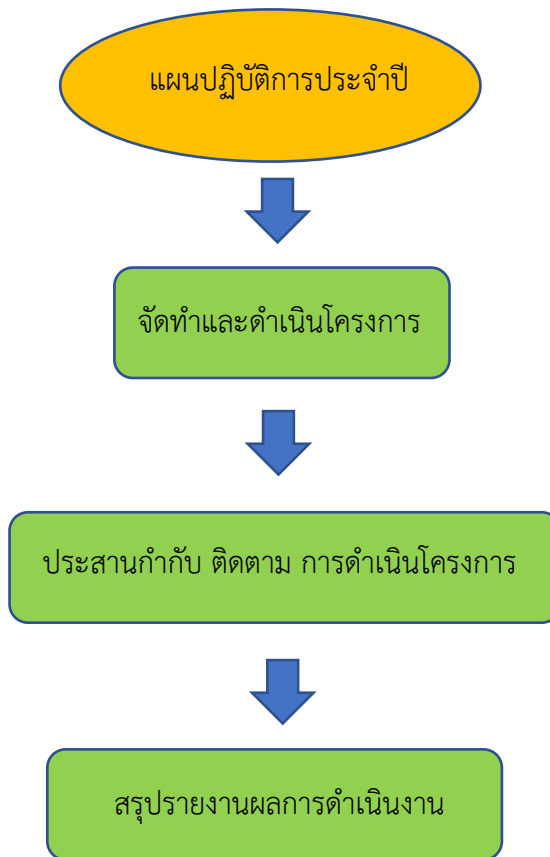 แผนปฏิบัติการประจำปี
จัดทำและดำเนินโครงการ
ประสานกำกับ ติดตาม การดำเนินโครงการ
สรุปรายงานผลการดำเนินงาน